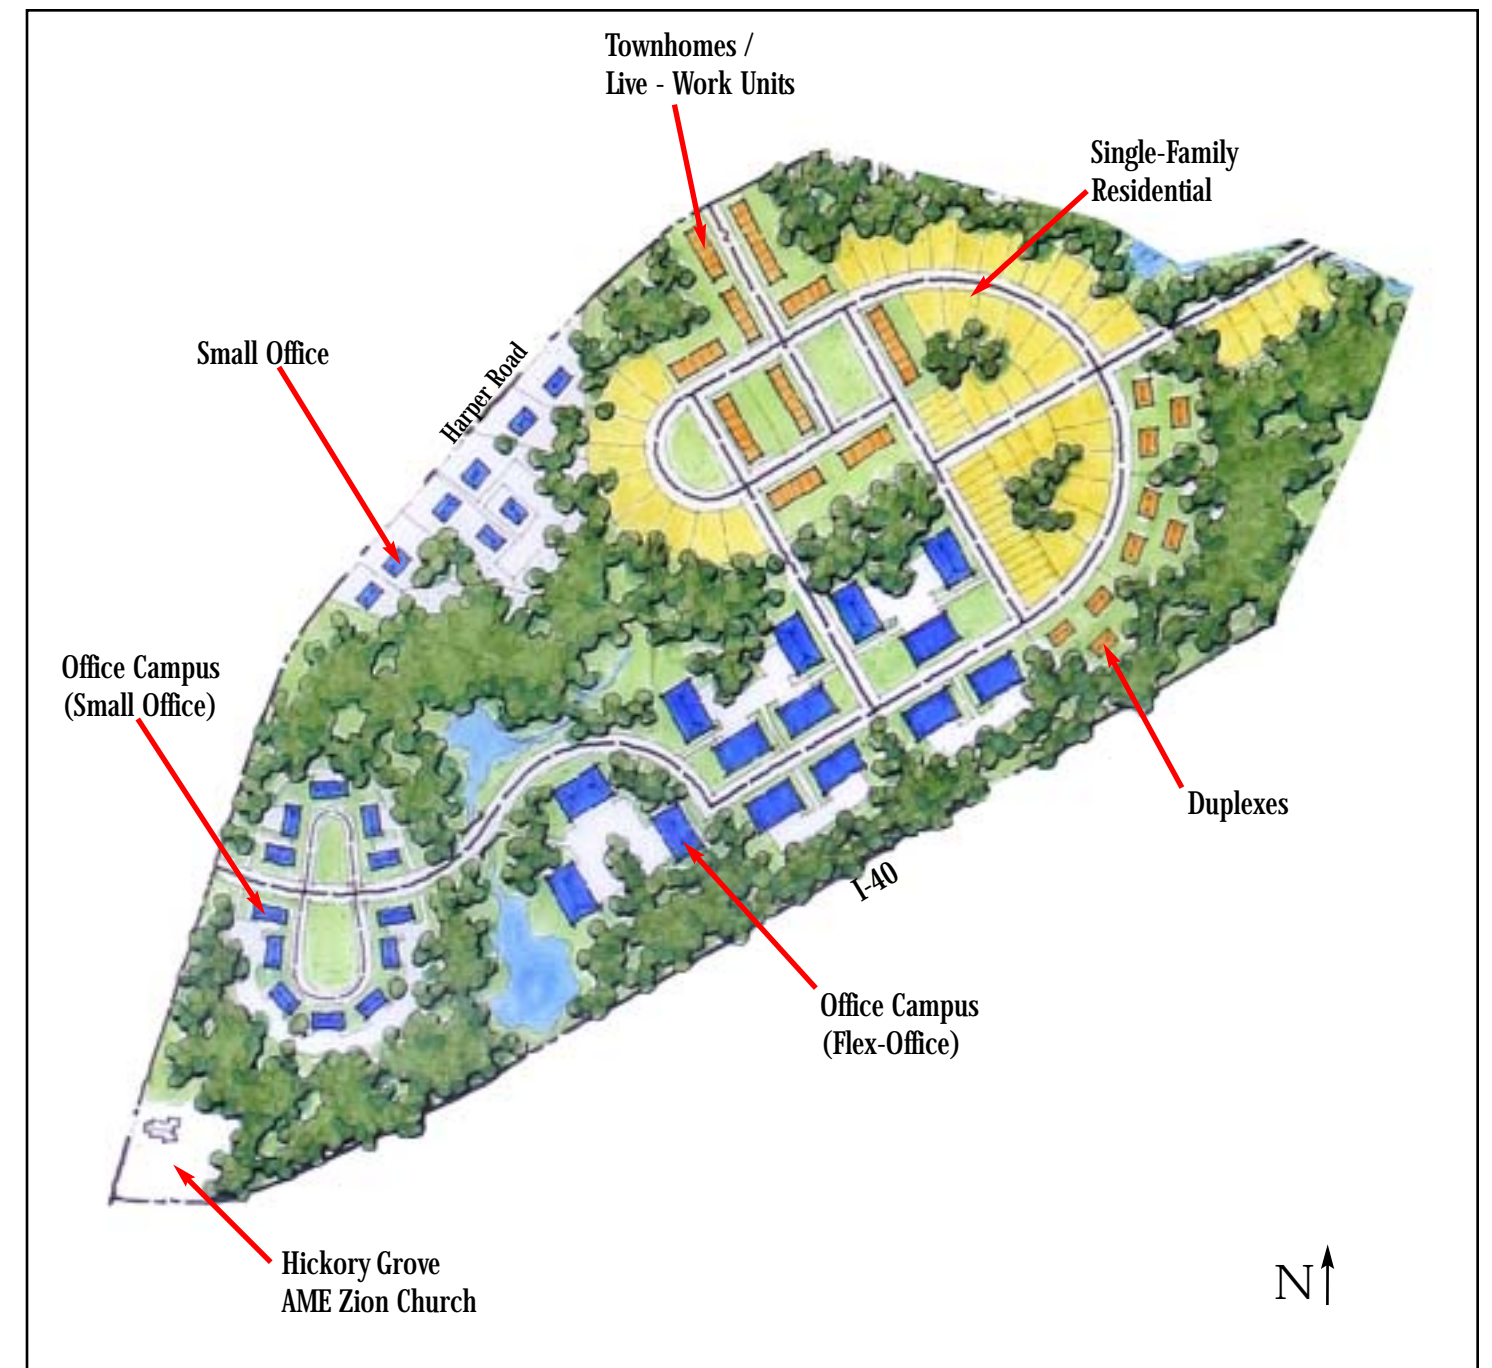 Townhomes /
Live - Work Units
Single-Family
Residential
Small Office
Harper Road
Office Campus
(Small Office)
Duplexes
I-40
Office Campus
(Flex-Office)
Hickory Grove
AME Zion Church
N